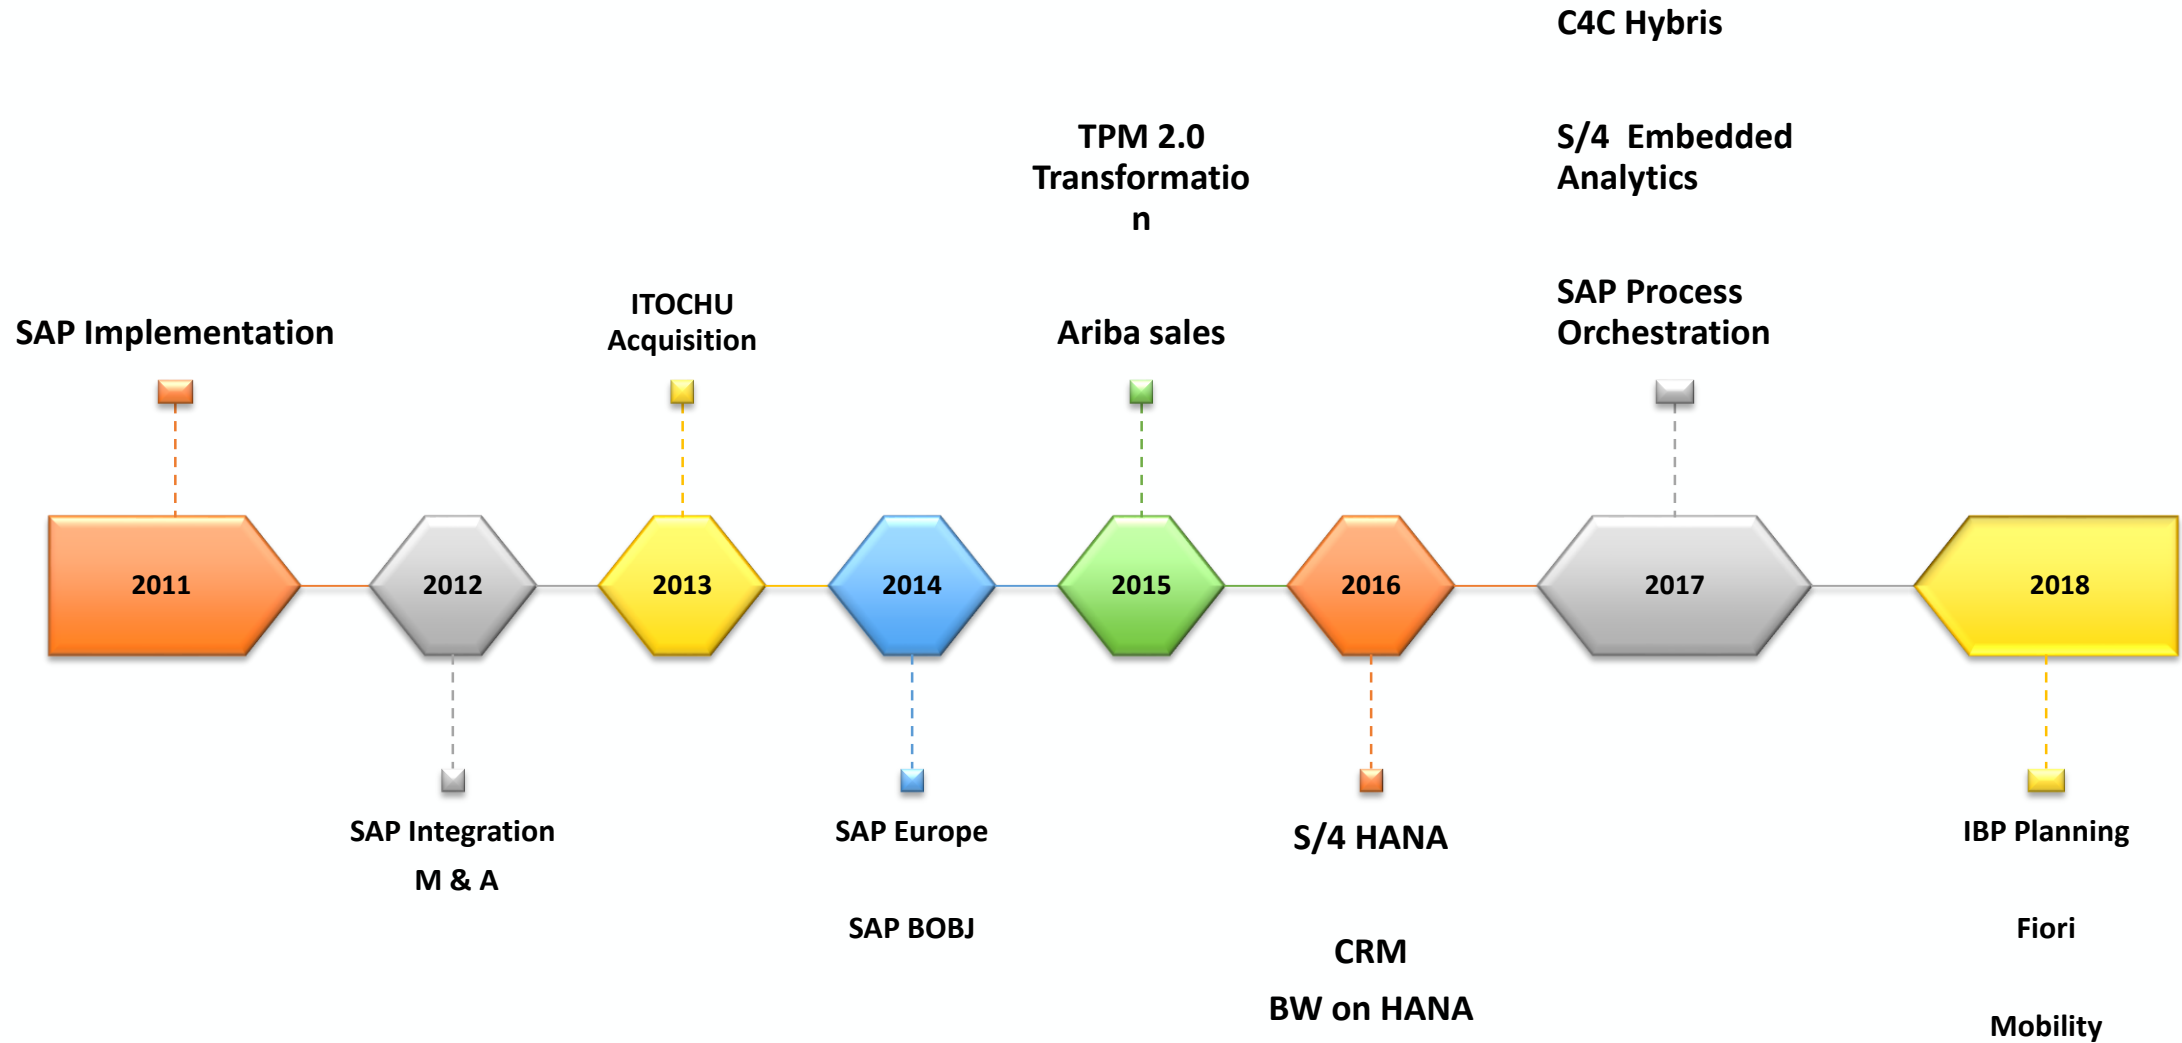 C4C Hybris
TPM 2.0
Transformatio
n
S/4  Embedded
Analytics
SAP Implementation
ITOCHU
Acquisition
Ariba sales
SAP Process
Orchestration
2011
2012
2013
2014
2015
2016
2017
2018
SAP Integration
M & A
SAP Europe
SAP BOBJ
S/4 HANA
CRM
BW on HANA
IBP Planning
Fiori
Mobility